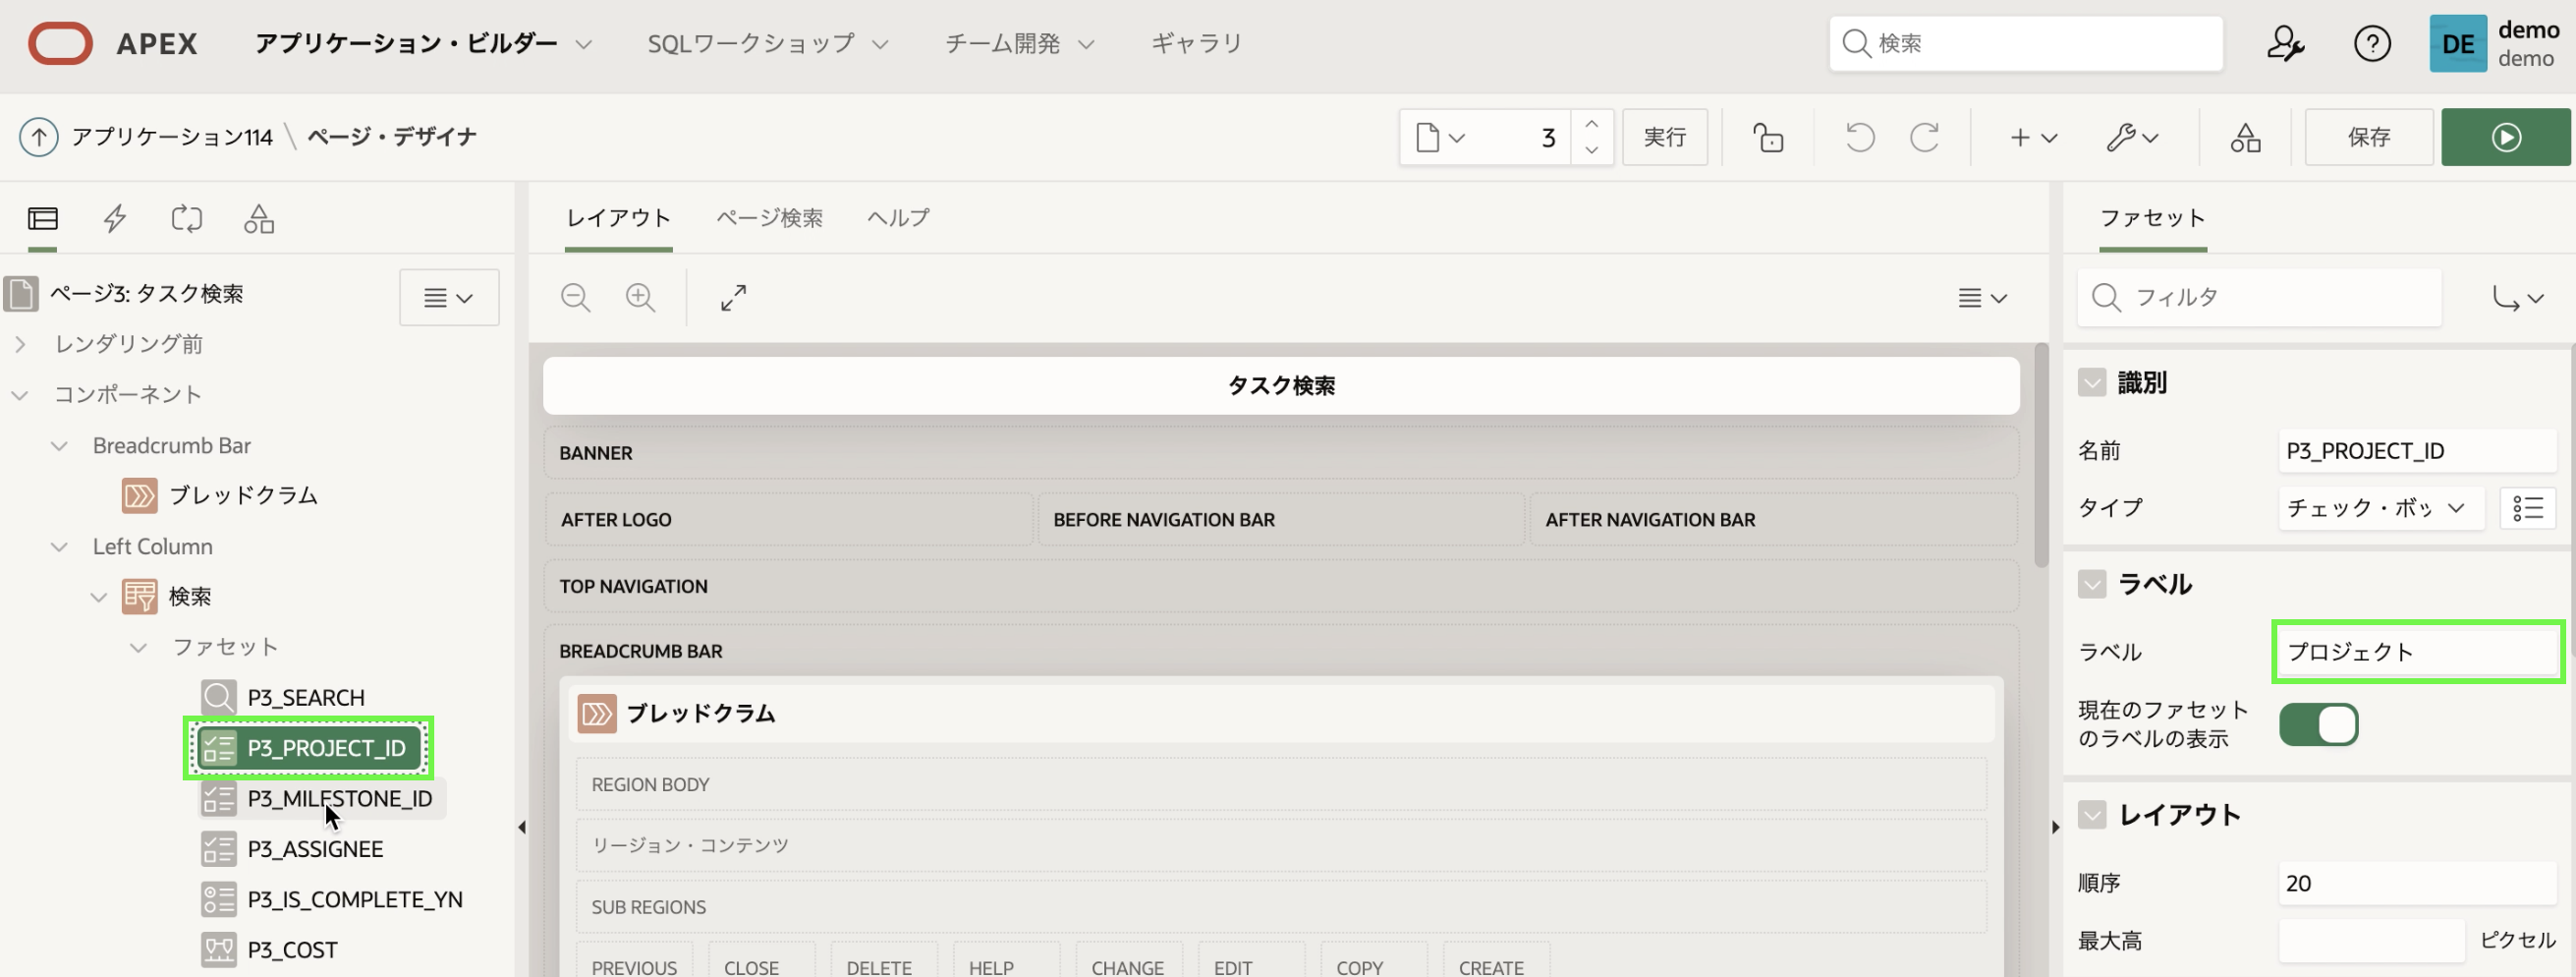 APEX アプリケーション・ビルダー SQLワークショップ チーム開発 ギャラリ 検索 DE demo
demo
アプリケーション114 \ ページ・デザイナ 3 実行 保存
レイアウト ページ検索 ヘルプ
ファセット
ページ3: タスク検索
フィルタ
レンダリング前
コンポーネント
Breadcrumb Bar
ブレッドクラム
Left Column
検索
ファセット
P3_SEARCH
P3_PROJECT_ID
P3_MILESTONE_ID
P3_ASSIGNEE
P3_IS_COMPLETE_YN
P3_COST
タスク検索
BANNER
AFTER LOGO BEFORE NAVIGATION BAR AFTER NAVIGATION BAR
TOP NAVIGATION
BREADCRUMB BAR
ブレッドクラム
REGION BODY
リージョン・コンテンツ
SUB REGIONS
PREVIOUS CLOSE DELETE HELP CHANGE EDIT COPY CREATE
識別
名前 P3_PROJECT_ID
タイプ チェック・ボッ
ラベル
ラベル プロジェクト
現在のファセット
のラベルの表示
レイアウト
順序 20
最大高 ピクセル